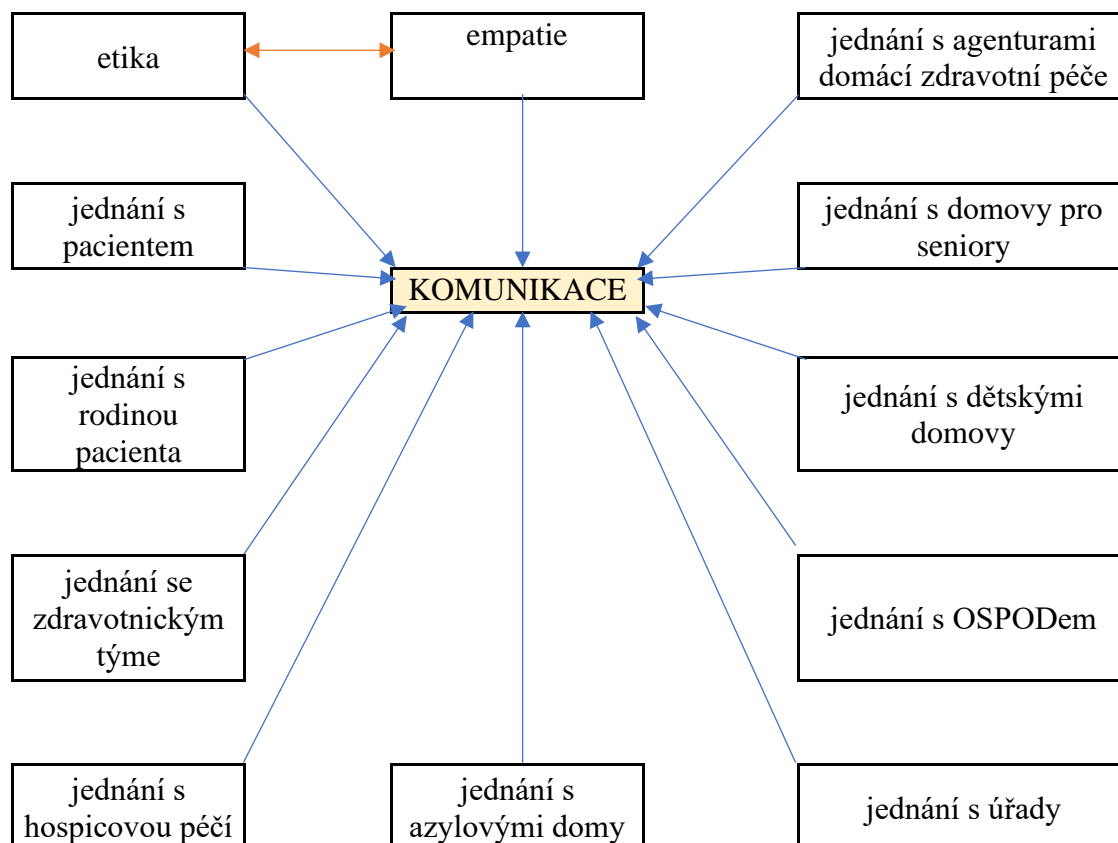 etika
empatie
jednání s agenturami
domácí zdravotní péče
jednání s
pacientem
jednání s domovy pro
seniory
KOMUNIKACE
jednání s
rodinou
pacienta
jednání s dětskými
domovy
jednání se
zdravotnickým
týme
jednání s OSPODem
jednání s
hospicovou péčí
jednání s
azylovými domy
jednání s úřady